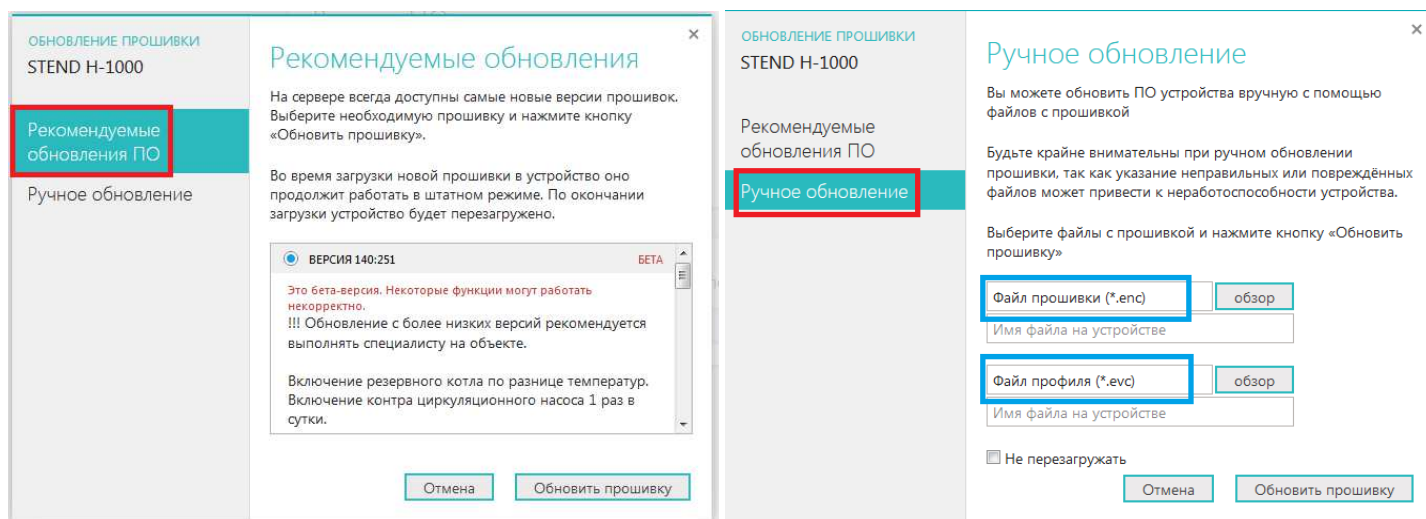 ОБНОВЛЕНИЕ ПРОШИВКИ
STEND H-1000
Рекомендуемые
обновления ПО
Ручное обновление
Рекомендуемые обновления
На сервере всегда доступны самые новые версии прошивок.
Выберите необходимую прошивку и нажмите кнопку
«Обновить прошивку».
Во время загрузки новой прошивки в устройство оно
продолжит работать в штатном режиме. По окончании
загрузки устройство будет перезагружено.
ВЕРСИЯ 140:251 БЕТА
Это бета-версия. Некоторые функции могут работать
некорректно.
!!! Обновление с более низких версий рекомендуется
выполнять специалисту на объекте.
Включение резервного котла по разнице температур.
Включение контра циркуляционного насоса 1 раз в
сутки.
Отмена Обновить прошивку
ОБНОВЛЕНИЕ ПРОШИВКИ
STEND H-1000
Рекомендуемые
обновления ПО
Ручное обновление
Ручное обновление
Вы можете обновить ПО устройства вручную с помощью
файлов с прошивкой
Будьте крайне внимательны при ручном обновлении
прошивки, так как указание неправильных или повреждённых
файлов может привести к неработоспособности устройства.
Выберите файлы с прошивкой и нажмите кнопку «Обновить
прошивку»
Файл прошивки (*.enc) обзор
Имя файла на устройстве
Файл профиля (*.evc) обзор
Имя файла на устройстве
Не перезагружать
Отмена Обновить прошивку